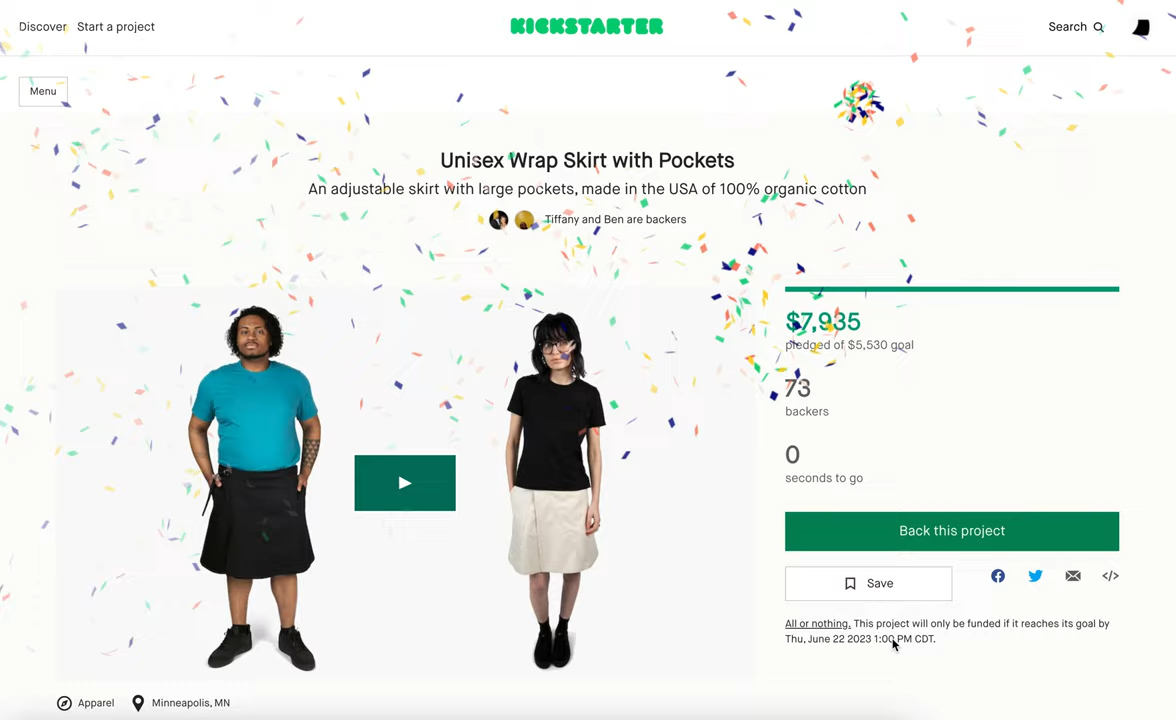 Discover Start a project
KICKSTARTER
Search
Menu
Unisex Wrap Skirt with Pockets
An adjustable skirt with large pockets, made in the USA of 100% organic cotton
Tiffany and Ben are backers
$7,935
pledged of $5,530 goal
73
backers
0
seconds to go
Back this project
Save
All or nothing. This project will only be funded if it reaches its goal by
Thu, June 22 2023 1:00 PM CDT.
Apparel
Minneapolis, MN